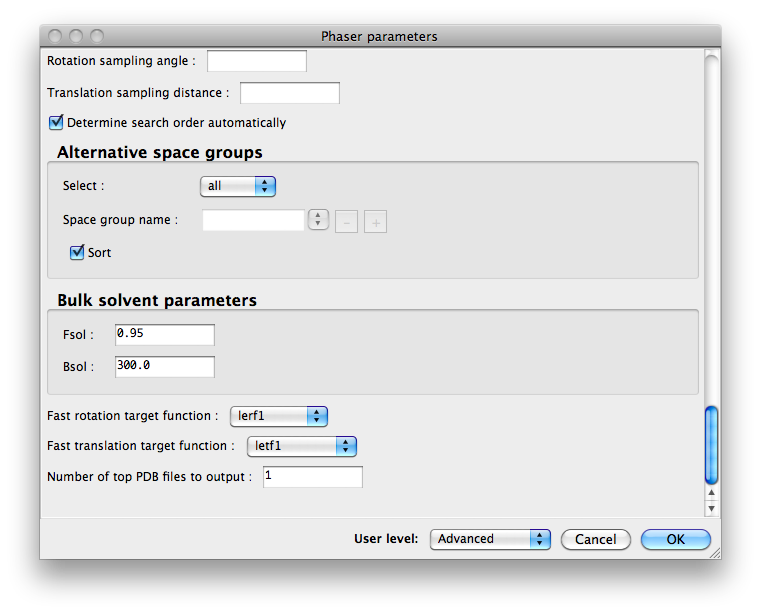 Phaser parameters
Rotation sampling angle :
Translation sampling distance :
Determine search order automatically
Alternative space groups
Select : all
Space group name : - +
Sort
Bulk solvent parameters
Fsol : 0.95
Bsol : 300.0
Fast rotation target function : lerf1
Fast translation target function : letf1
Number of top PDB files to output : 1
User level: Advanced Cancel OK